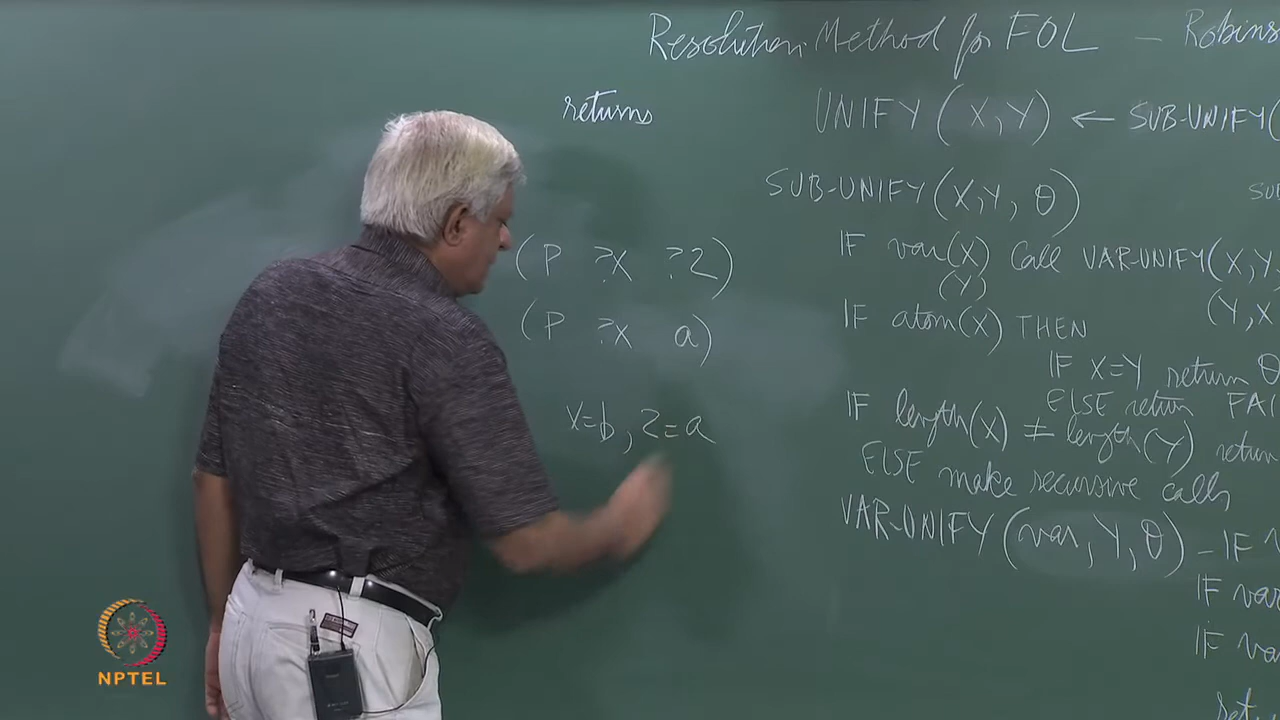 Resolution Method for FOL – Robins
returns
UNIFY (X,Y) ← SUB-UNIFY(
SUB-UNIFY (X,Y, θ)
(P ?X ?Z)
(P ?X a)
X=b, Z=a
IF var(X) Call VAR-UNIFY(X,Y,
(Y) (Y,X
IF atom(X) THEN
IF X=Y return θ
ELSE return FAI
IF length(X) ≠ length(Y) return
ELSE make recursive calls
VAR-UNIFY (var, Y, θ) – IF
IF var
IF va
NPTEL